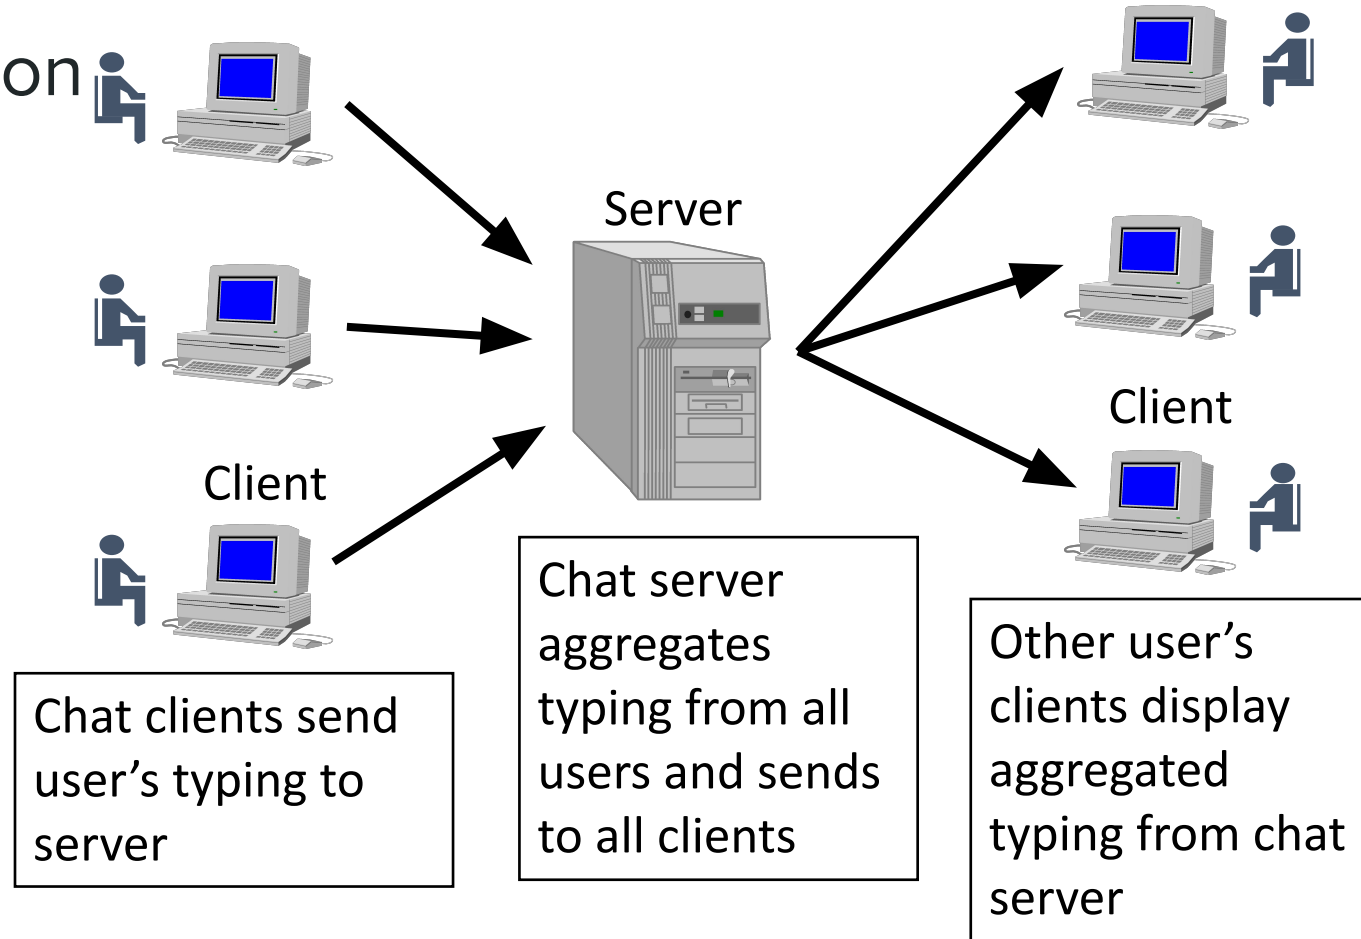 on
Server
Client
Client
Chat clients send
user’s typing to
server
Chat server
aggregates
typing from all
users and sends
to all clients
Other user’s
clients display
aggregated
typing from chat
server